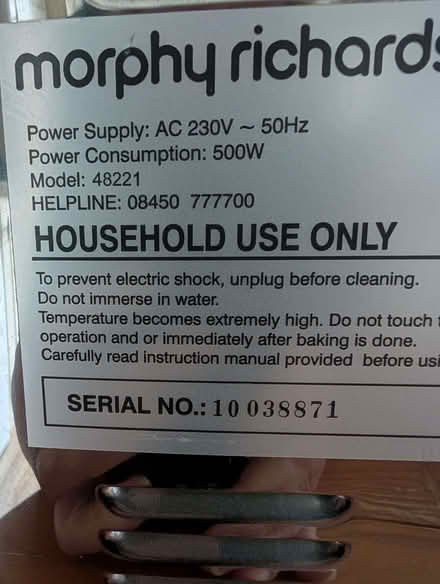 morphy richards
Power Supply: AC 230V ~ 50Hz
Power Consumption: 500W
Model: 48221
HELPLINE: 08450 777700
HOUSEHOLD USE ONLY
To prevent electric shock, unplug before cleaning.
Do not immerse in water.
Temperature becomes extremely high. Do not touch
operation and or immediately after baking is done.
Carefully read instruction manual provided before usi
SERIAL NO.: 10 038871